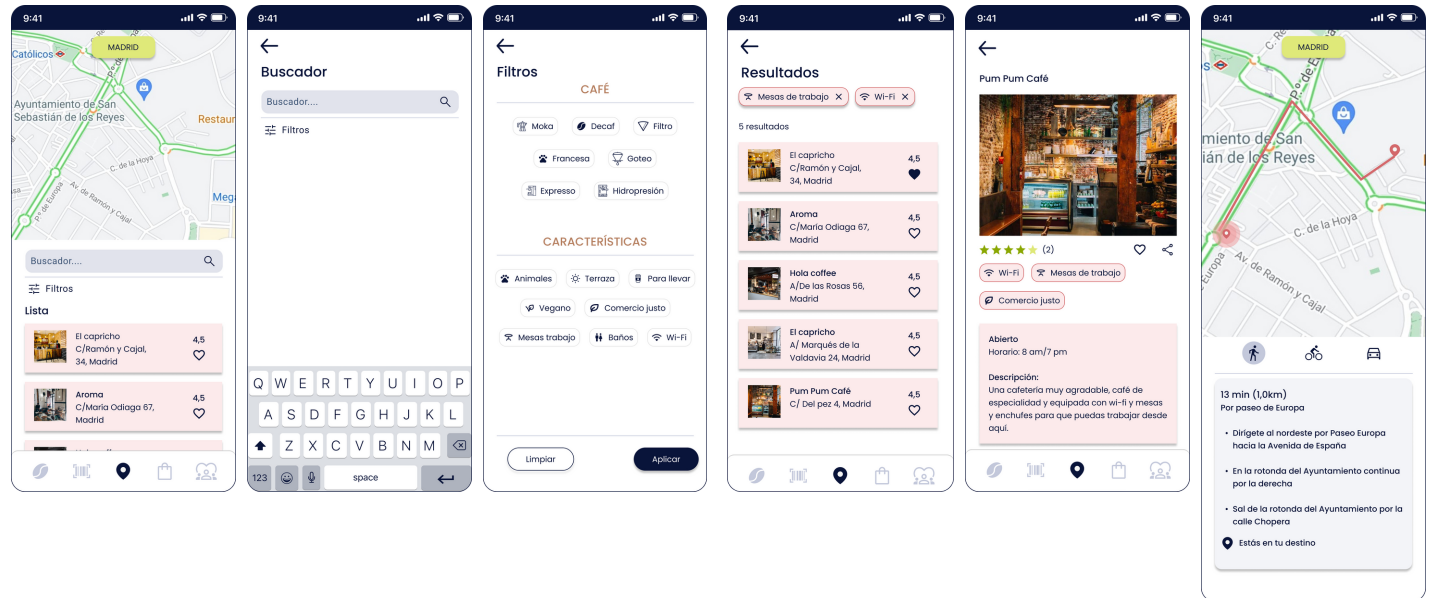 9:41
MADRID
Católicos
P.º de E
Ayuntamiento de San
Sebastián de los Reyes
Restaur
C. de la Hoya
Av. de Ramón y Cajal
P.º de Europa
Mega
Buscador....
Filtros
Lista
El capricho
C/Ramón y Cajal,
34, Madrid
4,5
Aroma
C/María Odiaga 67,
Madrid
4,5
9:41
Buscador
Buscador....
Filtros
Q W E R T Y U I O P
A S D F G H J K L
Z X C V B N M
123
space
9:41
Filtros
CAFÉ
Moka
Decaf
Filtro
Francesa
Goteo
Expresso
Hidropresión
CARACTERÍSTICAS
Animales
Terraza
Para llevar
Vegano
Comercio justo
Mesas trabajo
Baños
Wi-Fi
Limpiar
Aplicar
9:41
Resultados
Mesas de trabajo X
Wi-Fi X
5 resultados
El capricho
C/Ramón y Cajal,
34, Madrid
4,5
Aroma
C/María Odiaga 67,
Madrid
4,5
Hola coffee
A/De las Rosas 56,
Madrid
4,5
El capricho
A/ Marqués de la
Valdavia 24, Madrid
4,5
Pum Pum Café
C/ Del pez 4, Madrid
4,5
9:41
Pum Pum Café
(2)
Wi-Fi
Mesas de trabajo
Comercio justo
Abierto
Horario: 8 am/7 pm
Descripción:
Una cafetería muy agradable, café de
especialidad y equipada con wi-fi y mesas
y enchufes para que puedas trabajar desde
aquí.
9:41
MADRID
C. Re
P.º de E
miento de San
ián de los Reyes
C. de la Hoya
Av. de Ramón y Cajal
Europa
13 min (1,0km)
Por paseo de Europa
• Dirígete al nordeste por Paseo Europa
hacia la Avenida de España
• En la rotonda del Ayuntamiento continua
por la derecha
• Sal de la rotonda del Ayuntamiento por la
calle Chopera
Estás en tu destino